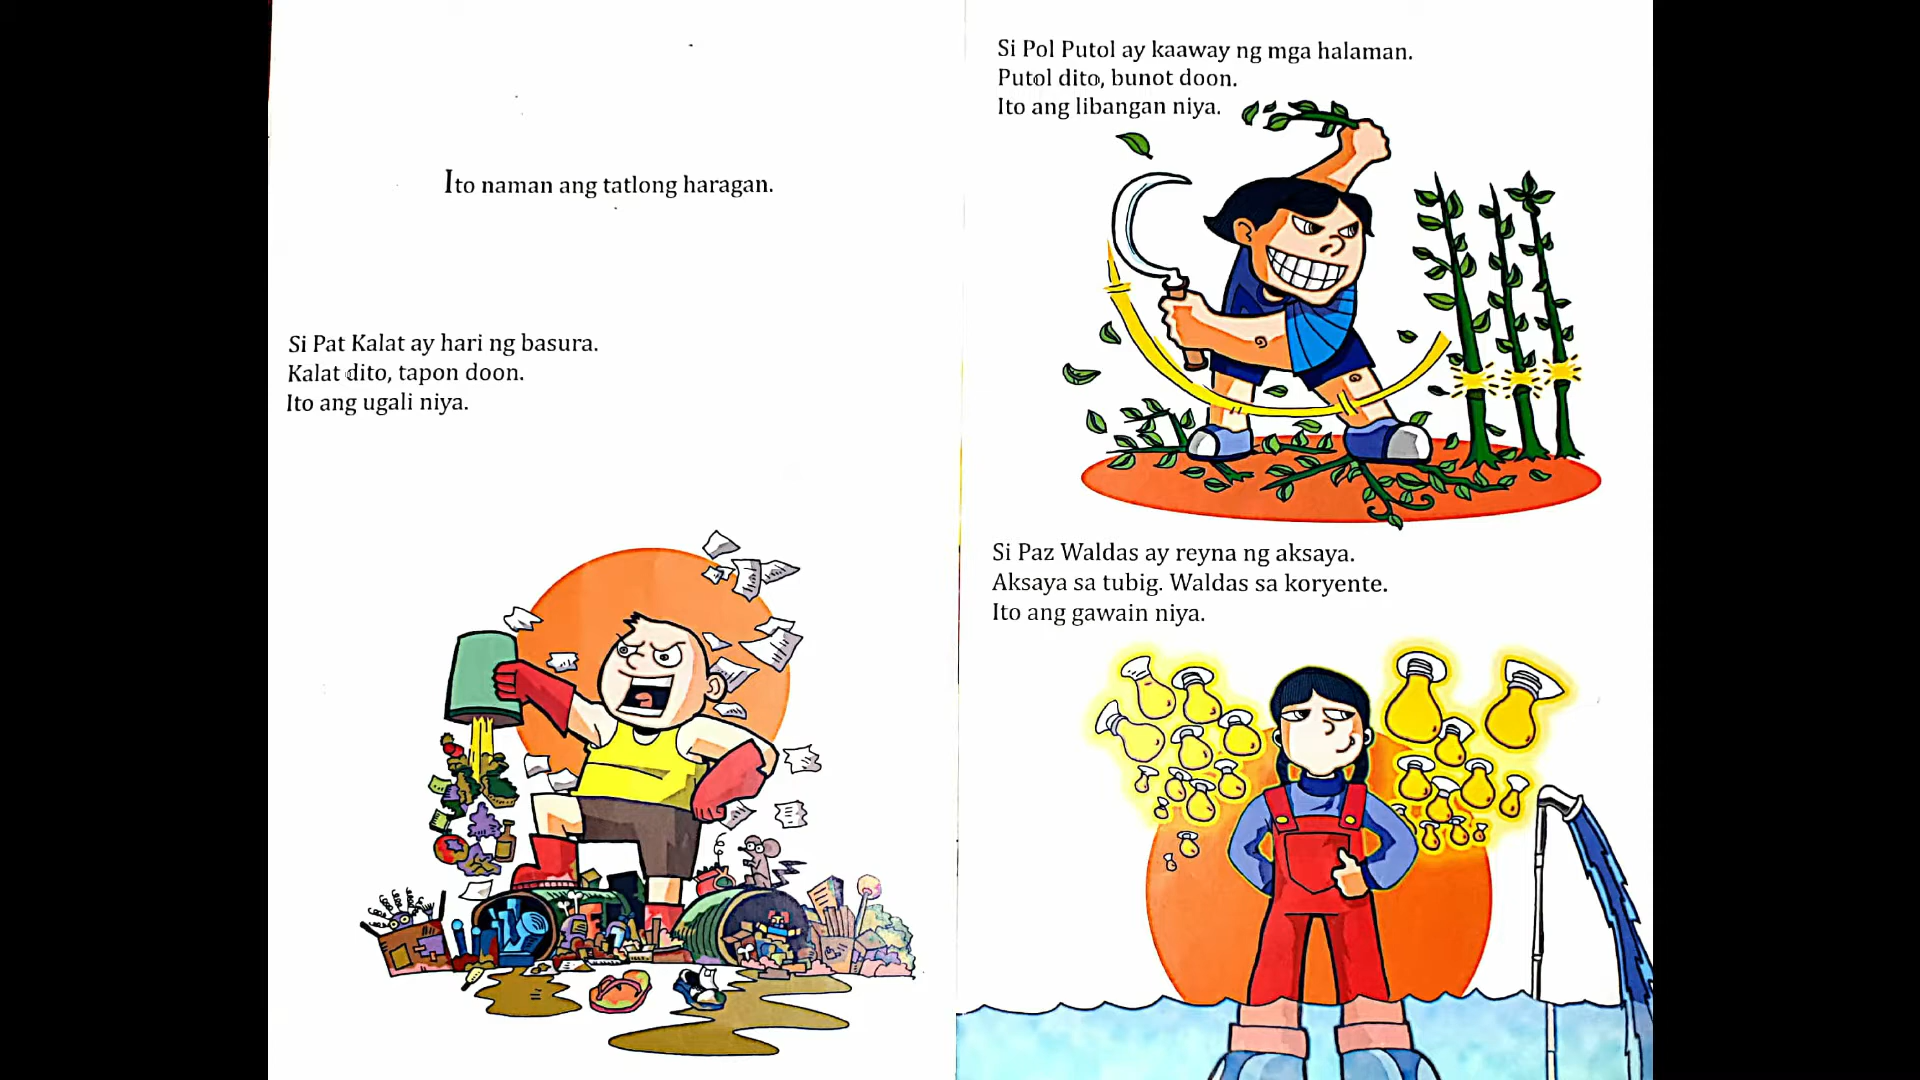 Ito naman ang tatlong haragan.
Si Pat Kalat ay hari ng basura.
Kalat dito, tapon doon.
Ito ang ugali niya.
Si Pol Putol ay kaaway ng mga halaman.
Putol dito, bunot doon.
Ito ang libangan niya.
Si Paz Waldas ay reyna ng aksaya.
Aksaya sa tubig. Waldas sa koryente.
Ito ang gawain niya.